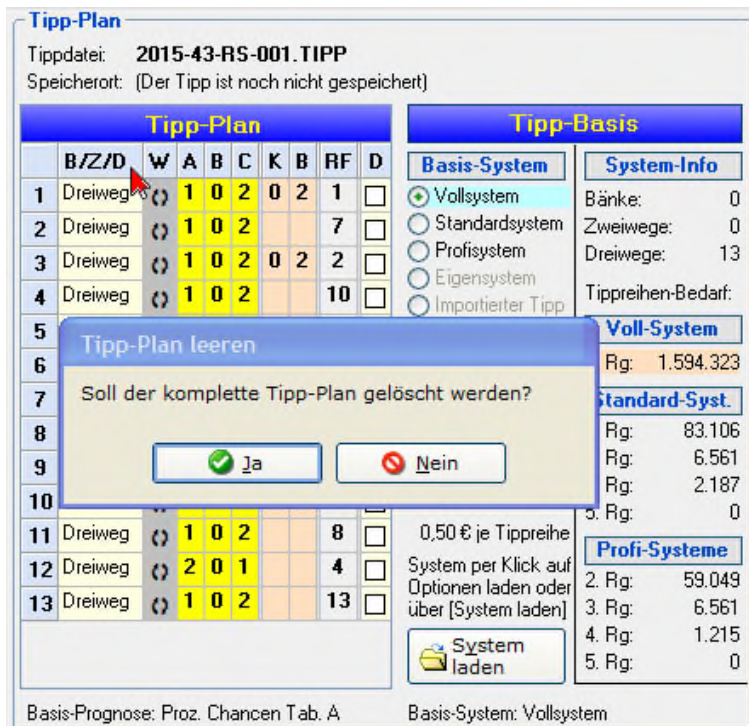 Tipp-Plan
Tippdatei: 2015-43-RS-001.TIPP
Speicherort: (Der Tipp ist noch nicht gespeichert)
Tipp-Plan
B/Z/D W A B C K B RF D
1 Dreiweg 1 0 2 0 2 1
2 Dreiweg 1 0 2 7
3 Dreiweg 1 0 2 0 2 2
4 Dreiweg 1 0 2 10
5
6
7
8
9
10
11 Dreiweg 1 0 2 8
12 Dreiweg 2 0 1 4
13 Dreiweg 1 0 2 13
Tipp-Plan leeren
Soll der komplette Tipp-Plan gelöscht werden?
Ja Nein
Tipp-Basis
Basis-System
Vollsystem
Standardsystem
Profisystem
Eigensystem
Importierter Tipp
0,50 € je Tippreihe
System per Klick auf
Optionen laden oder
über [System laden]
System
laden
System-Info
Bänke: 0
Zweiwege: 0
Dreiwege: 13
Tippreihen-Bedarf:
Voll-System
Rg: 1.594.323
Standard-Syst.
Rg: 83.106
Rg: 6.561
Rg: 2.187
5. Rg: 0
Profi-Systeme
2. Rg: 59.049
3. Rg: 6.561
4. Rg: 1.215
5. Rg: 0
Basis-Prognose: Proz. Chancen Tab. A
Basis-System: Vollsystem